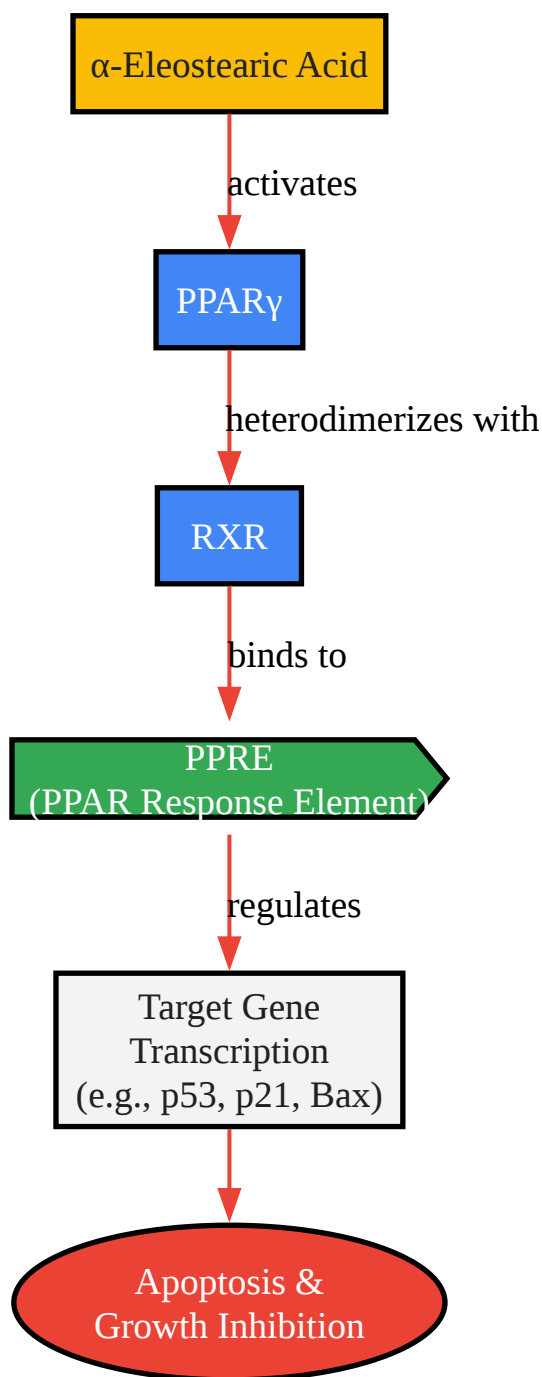 α-Eleostearic Acid
activates
PPARγ
heterodimerizes with
RXR
binds to
PPRE
(PPAR Response Element)
regulates
Target Gene
Transcription
(e.g., p53, p21, Bax)
Apoptosis &
Growth Inhibition